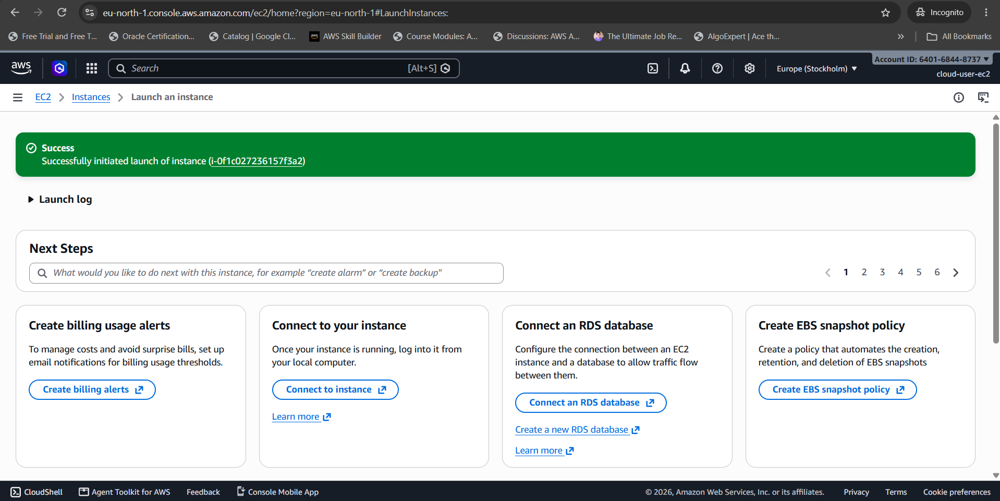 eu-north-1.console.aws.amazon.com/ec2/home?region=eu-north-1#LaunchInstances:
Incognito
Free Trial and Free T...
Oracle Certification...
Catalog | Google Cl...
aws
AWS Skill Builder
Course Modules: A...
Discussions: AWS A...
The Ultimate Job Re...
AlgoExpert | Ace th...
All Bookmarks
aws
Search
[Alt+S]
Europe (Stockholm)
Account ID: 6401-6844-8737
cloud-user-ec2
EC2
Instances
Launch an instance
Success
Successfully initiated launch of instance (i-0f1c027236157f3a2)
Launch log
Next Steps
What would you like to do next with this instance, for example “create alarm” or “create backup"
1 2 3 4 5 6
Create billing usage alerts
To manage costs and avoid surprise bills, set up
email notifications for billing usage thresholds.
Create billing alerts
Connect to your instance
Once your instance is running, log into it from
your local computer.
Connect to instance
Learn more
Connect an RDS database
Configure the connection between an EC2
instance and a database to allow traffic flow
between them.
Connect an RDS database
Create a new RDS database
Learn more
Create EBS snapshot policy
Create a policy that automates the creation,
retention, and deletion of EBS snapshots
Create EBS snapshot policy
CloudShell
Agent Toolkit for AWS
Feedback
Console Mobile App
© 2026, Amazon Web Services, Inc. or its affiliates.
Privacy
Terms
Cookie preferences